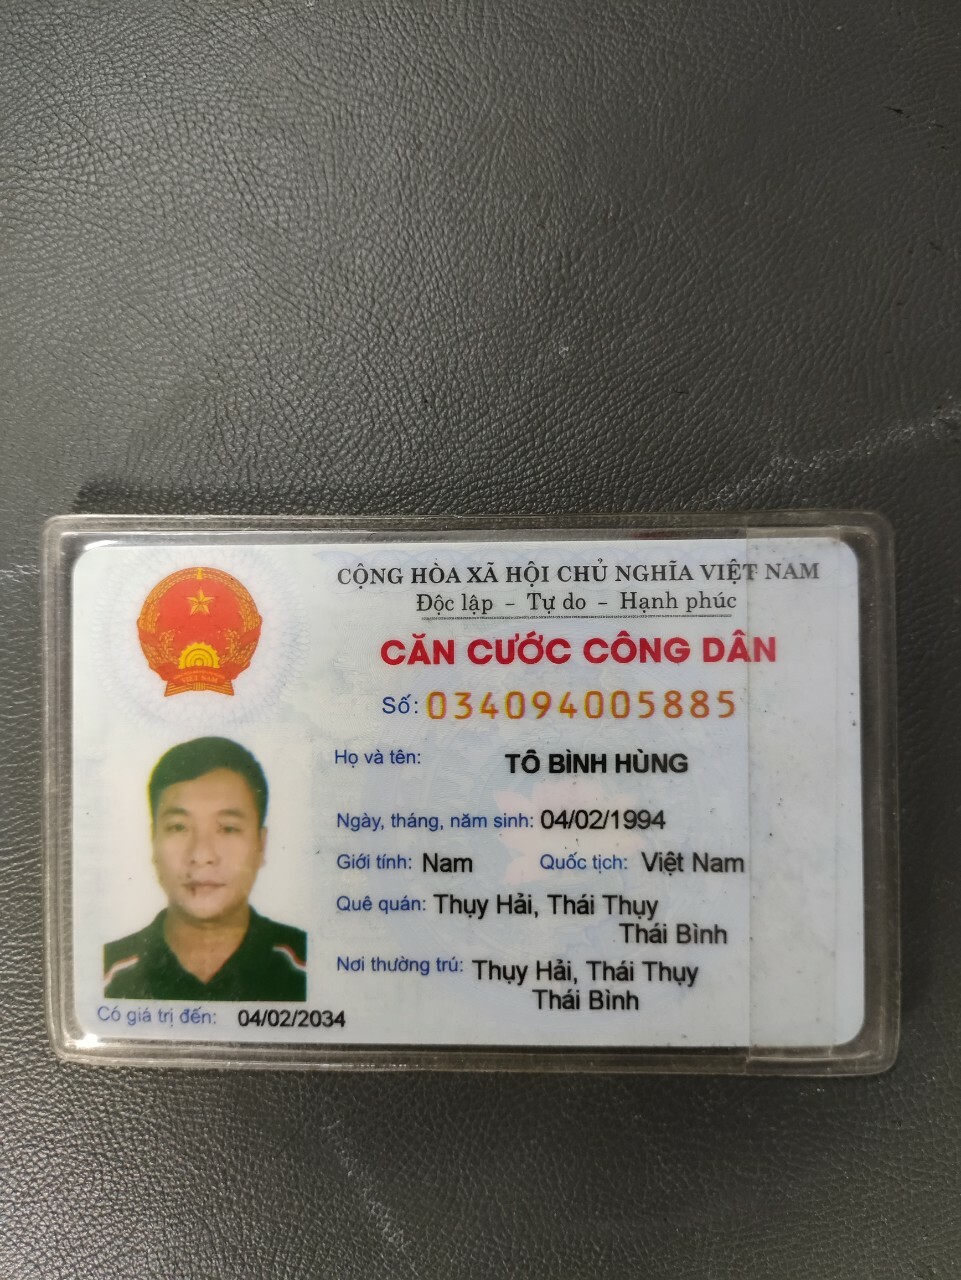 CỘNG HÒA XÃ HỘI CHỦ NGHĨA VIỆT NAM
Độc lập - Tự do - Hạnh phúc
CĂN CƯỚC CÔNG DÂN
Số: 034094005885
Họ và tên: TÔ BÌNH HÙNG
Ngày, tháng, năm sinh: 04/02/1994
Giới tính: Nam Quốc tịch: Việt Nam
Quê quán: Thụy Hải, Thái Thụy
Thái Bình
Nơi thường trú: Thụy Hải, Thái Thụy
Thái Bình
Có giá trị đến: 04/02/2034
VIỆT NAM